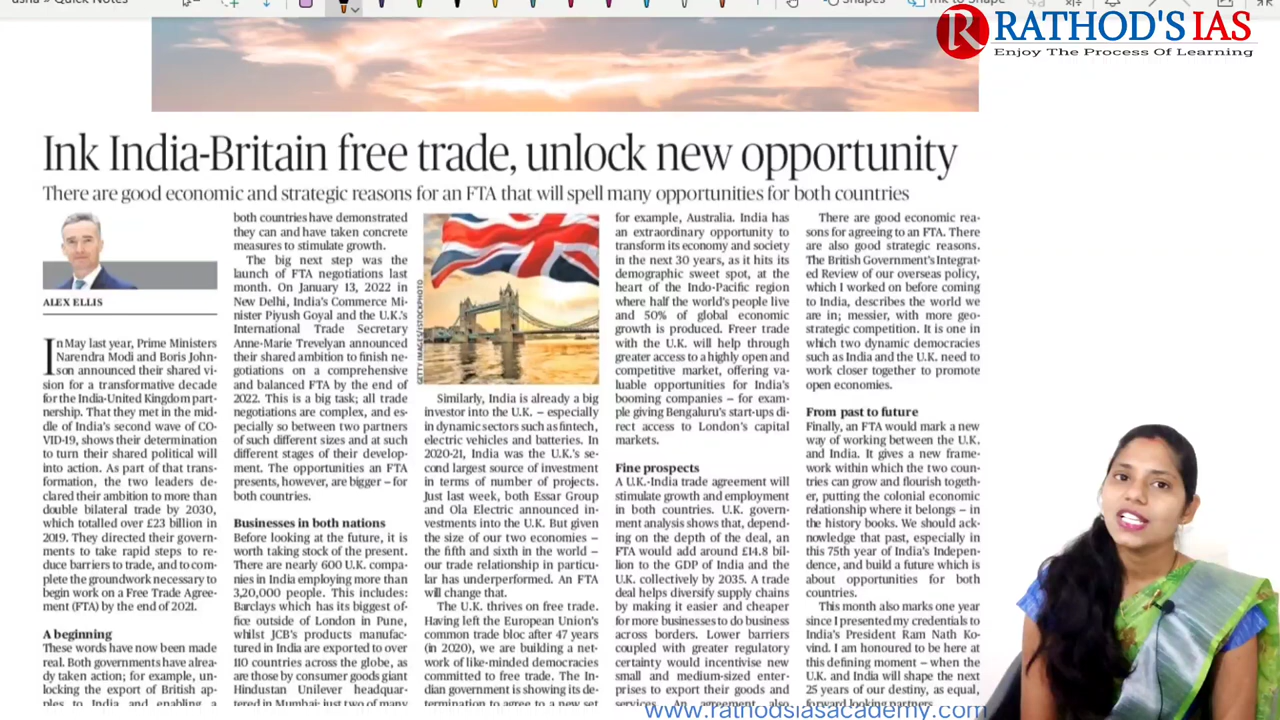 RATHOD'S IAS
Enjoy The Process Of Learning
Ink India-Britain free trade, unlock new opportunity
There are good economic and strategic reasons for an FTA that will spell many opportunities for both countries
ALEX ELLIS
In May last year, Prime Ministers
Narendra Modi and Boris John-
son announced their shared vi-
sion for a transformative decade
for the India-United Kingdom part-
nership. That they met in the mid-
dle of India's second wave of CO-
VID-19, shows their determination
to turn their shared political will
into action. As part of that trans-
formation, the two leaders de-
clared their ambition to more than
double bilateral trade by 2030,
which totalled over £23 billion in
2019. They directed their govern-
ments to take rapid steps to re-
duce barriers to trade, and to com-
plete the groundwork necessary to
begin work on a Free Trade Agree-
ment (FTA) by the end of 2021.
A beginning
These words have now been made
real. Both governments have alrea-
dy taken action; for example, un-
locking the export of British ap-
ples to India and enabling a
both countries have demonstrated
they can and have taken concrete
measures to stimulate growth.
The big next step was the
launch of FTA negotiations last
month. On January 13, 2022 in
New Delhi, India's Commerce Mi-
nister Piyush Goyal and the U.K.'s
International Trade Secretary
Anne-Marie Trevelyan announced
their shared ambition to finish ne-
gotiations on a comprehensive
and balanced FTA by the end of
2022. This is a big task; all trade
negotiations are complex, and es-
pecially so between two partners
of such different sizes and at such
different stages of their develop-
ment. The opportunities an FTA
presents, however, are bigger – for
both countries.
Businesses in both nations
Before looking at the future, it is
worth taking stock of the present.
There are nearly 600 U.K. compa-
nies in India employing more than
3,20,000 people. This includes:
Barclays which has its biggest of-
fice outside of London in Pune,
whilst JCB's products manufac-
tured in India are exported to over
110 countries across the globe, as
are those by consumer goods giant
Hindustan Unilever headquar-
tered in Mumbai; just two of many
GETTY IMAGES/ISTOCKPHOTO
Similarly, India is already a big
investor into the U.K. – especially
in dynamic sectors such as fintech,
electric vehicles and batteries. In
2020-21, India was the U.K.'s se-
cond largest source of investment
in terms of number of projects.
Just last week, both Essar Group
and Ola Electric announced in-
vestments into the U.K. But given
the size of our two economies –
the fifth and sixth in the world –
our trade relationship in particu-
lar has underperformed. An FTA
will change that.
The U.K. thrives on free trade.
Having left the European Union's
common trade bloc after 47 years
(in 2020), we are building a net-
work of like-minded democracies
committed to free trade. The In-
dian government is showing its de-
termination to agree to a new set
for example, Australia. India has
an extraordinary opportunity to
transform its economy and society
in the next 30 years, as it hits its
demographic sweet spot, at the
heart of the Indo-Pacific region
where half the world's people live
and 50% of global economic
growth is produced. Freer trade
with the U.K. will help through
greater access to a highly open and
competitive market, offering va-
luable opportunities for India's
booming companies – for exam-
ple giving Bengaluru's start-ups di-
rect access to London's capital
markets.
Fine prospects
A U.K.-India trade agreement will
stimulate growth and employment
in both countries. U.K. govern-
ment analysis shows that, depend-
ing on the depth of the deal, an
FTA would add around £14.8 bil-
lion to the GDP of India and the
U.K. collectively by 2035. A trade
deal helps diversify supply chains
by making it easier and cheaper
for more businesses to do business
across borders. Lower barriers
coupled with greater regulatory
certainty would incentivise new
small and medium-sized enter-
prises to export their goods and
services. An agreement also
There are good economic rea-
sons for agreeing to an FTA. There
are also good strategic reasons.
The British Government's Integrat-
ed Review of our overseas policy,
which I worked on before coming
to India, describes the world we
are in; messier, with more geo-
strategic competition. It is one in
which two dynamic democracies
such as India and the U.K. need to
work closer together to promote
open economies.
From past to future
Finally, an FTA would mark a new
way of working between the U.K.
and India. It gives a new frame-
work within which the two coun-
tries can grow and flourish togeth-
er, putting the colonial economic
relationship where it belongs – in
the history books. We should ack-
nowledge that past, especially in
this 75th year of India's Indepen-
dence, and build a future which is
about opportunities for both
countries.
This month also marks one year
since I presented my credentials to
India's President Ram Nath Ko-
vind. I am honoured to be here at
this defining moment – when the
U.K. and India will shape the next
25 years of our destiny, as equal,
forward looking partners.
www.rathodsiasacademy.com